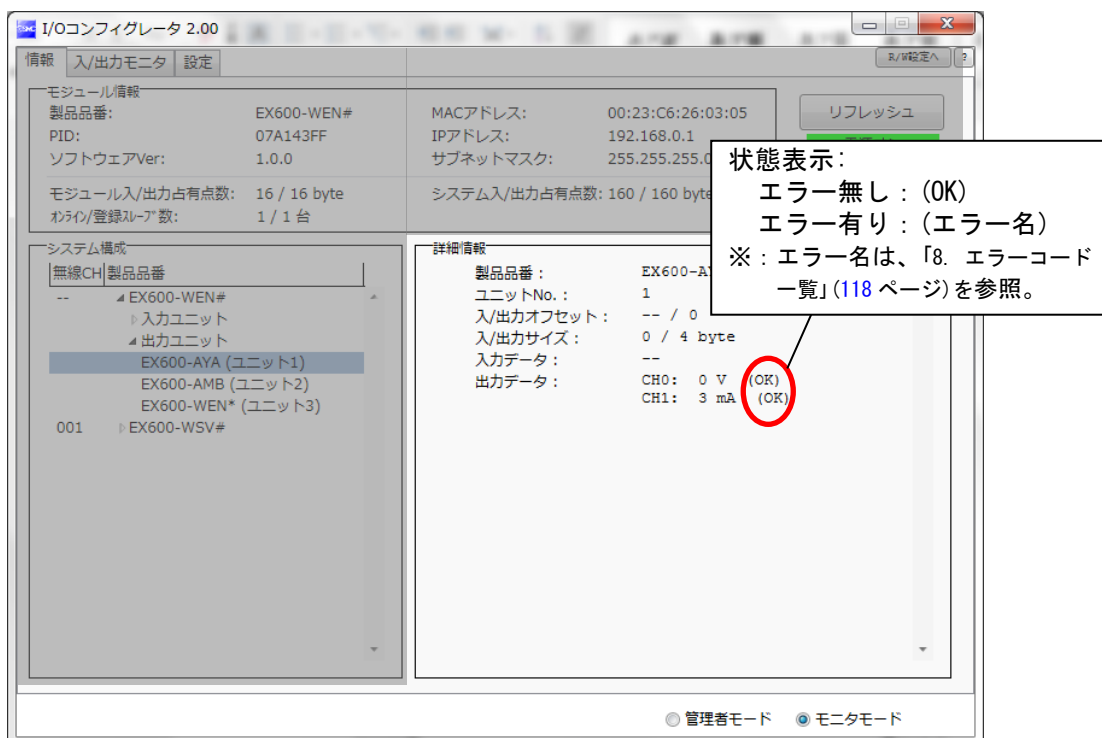 I/Oコンフィグレータ 2.00
情報 入/出力モニタ 設定
R/W設定へ ?
モジュール情報
製品品番: EX600-WEN#
PID: 07A143FF
ソフトウェアVer: 1.0.0
MACアドレス: 00:23:C6:26:03:05
IPアドレス: 192.168.0.1
サブネットマスク: 255.255.255.0
リフレッシュ
モジュール入/出力占有点数: 16 / 16 byte
オンライン/登録スレーブ数: 1 / 1 台
システム入/出力占有点数: 160 / 160 byte
状態表示:
エラー無し:(OK)
エラー有り:(エラー名)
※:エラー名は、「8. エラーコード
一覧」(118 ページ)を参照。
システム構成
無線CH 製品品番
-- EX600-WEN#
入力ユニット
出力ユニット
EX600-AYA (ユニット1)
EX600-AMB (ユニット2)
EX600-WEN* (ユニット3)
001 EX600-WSV#
詳細情報
製品品番: EX600-A
ユニットNo.: 1
入/出力オフセット: -- / 0
入/出力サイズ: 0 / 4 byte
入力データ: --
出力データ: CH0: 0 V (OK)
CH1: 3 mA (OK)
管理者モード モニタモード